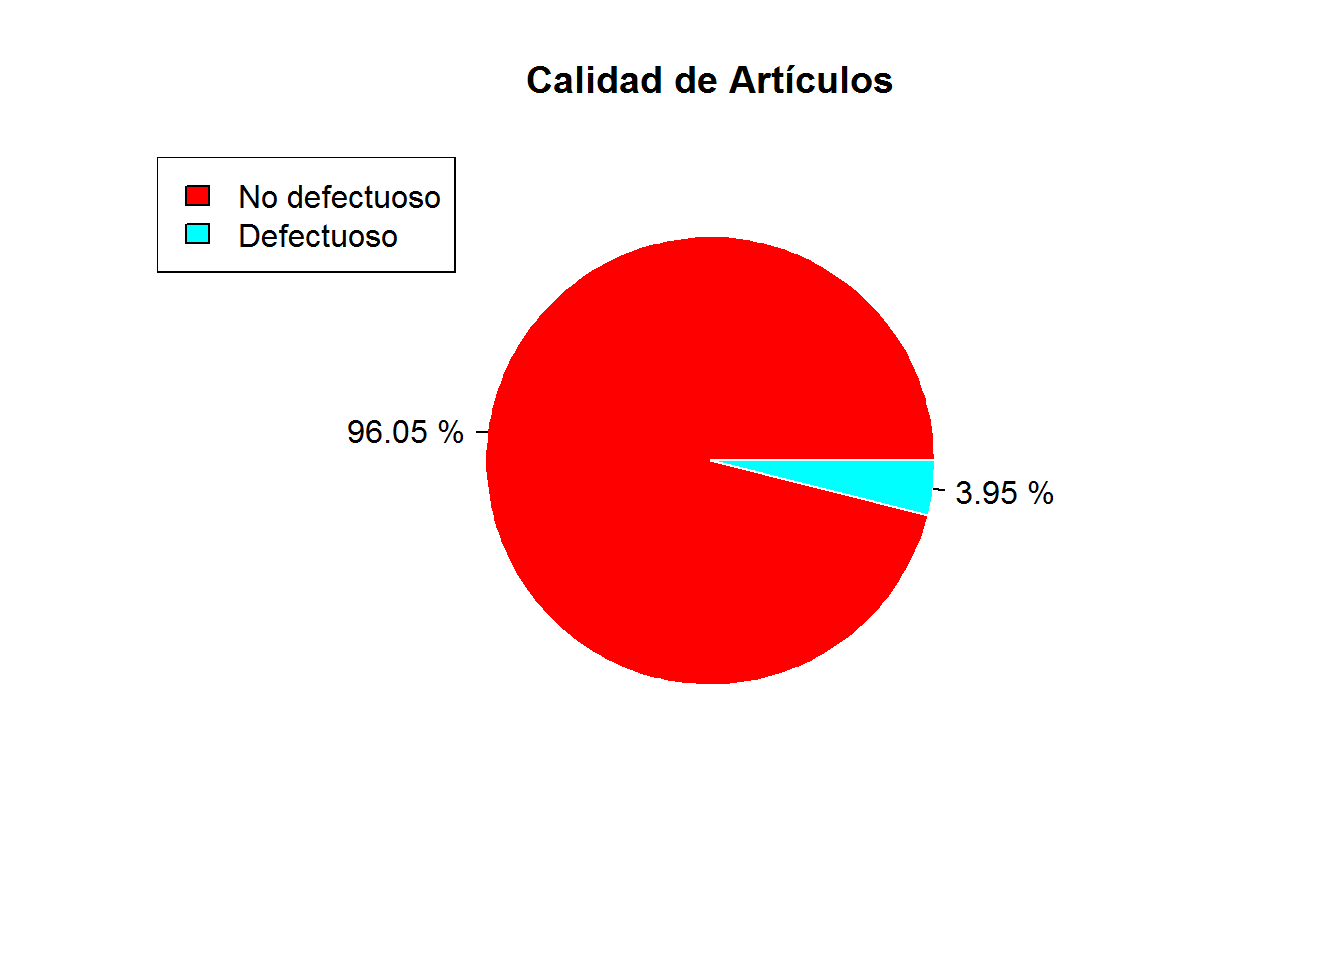 Calidad de Artículos
No defectuoso
Defectuoso
96.05 %
3.95 %